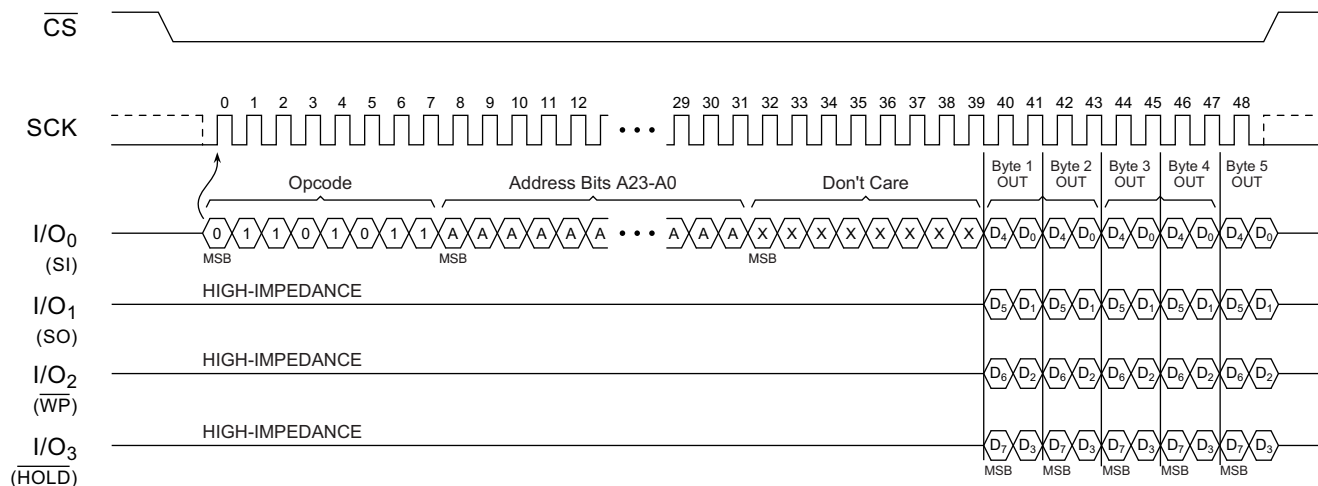 CS
SCK
0 1 2 3 4 5 6 7 8 9 10 11 12 29 30 31 32 33 34 35 36 37 38 39 40 41 42 43 44 45 46 47 48
Opcode
Address Bits A23-A0
Don't Care
Byte 1
OUT
Byte 2
OUT
Byte 3
OUT
Byte 4
OUT
Byte 5
OUT
I/O₀
(SI)
0 1 1 0 1 0 1 1 A A A A A A A A A X X X X X X X X D₄ D₀ D₄ D₀ D₄ D₀ D₄ D₀ D₄ D₀
MSB MSB MSB
I/O₁
(SO)
HIGH-IMPEDANCE
D₅ D₁ D₅ D₁ D₅ D₁ D₅ D₁ D₅ D₁
I/O₂
(WP)
HIGH-IMPEDANCE
D₆ D₂ D₆ D₂ D₆ D₂ D₆ D₂ D₆ D₂
I/O₃
(HOLD)
HIGH-IMPEDANCE
D₇ D₃ D₇ D₃ D₇ D₃ D₇ D₃ D₇ D₃
MSB MSB MSB MSB MSB